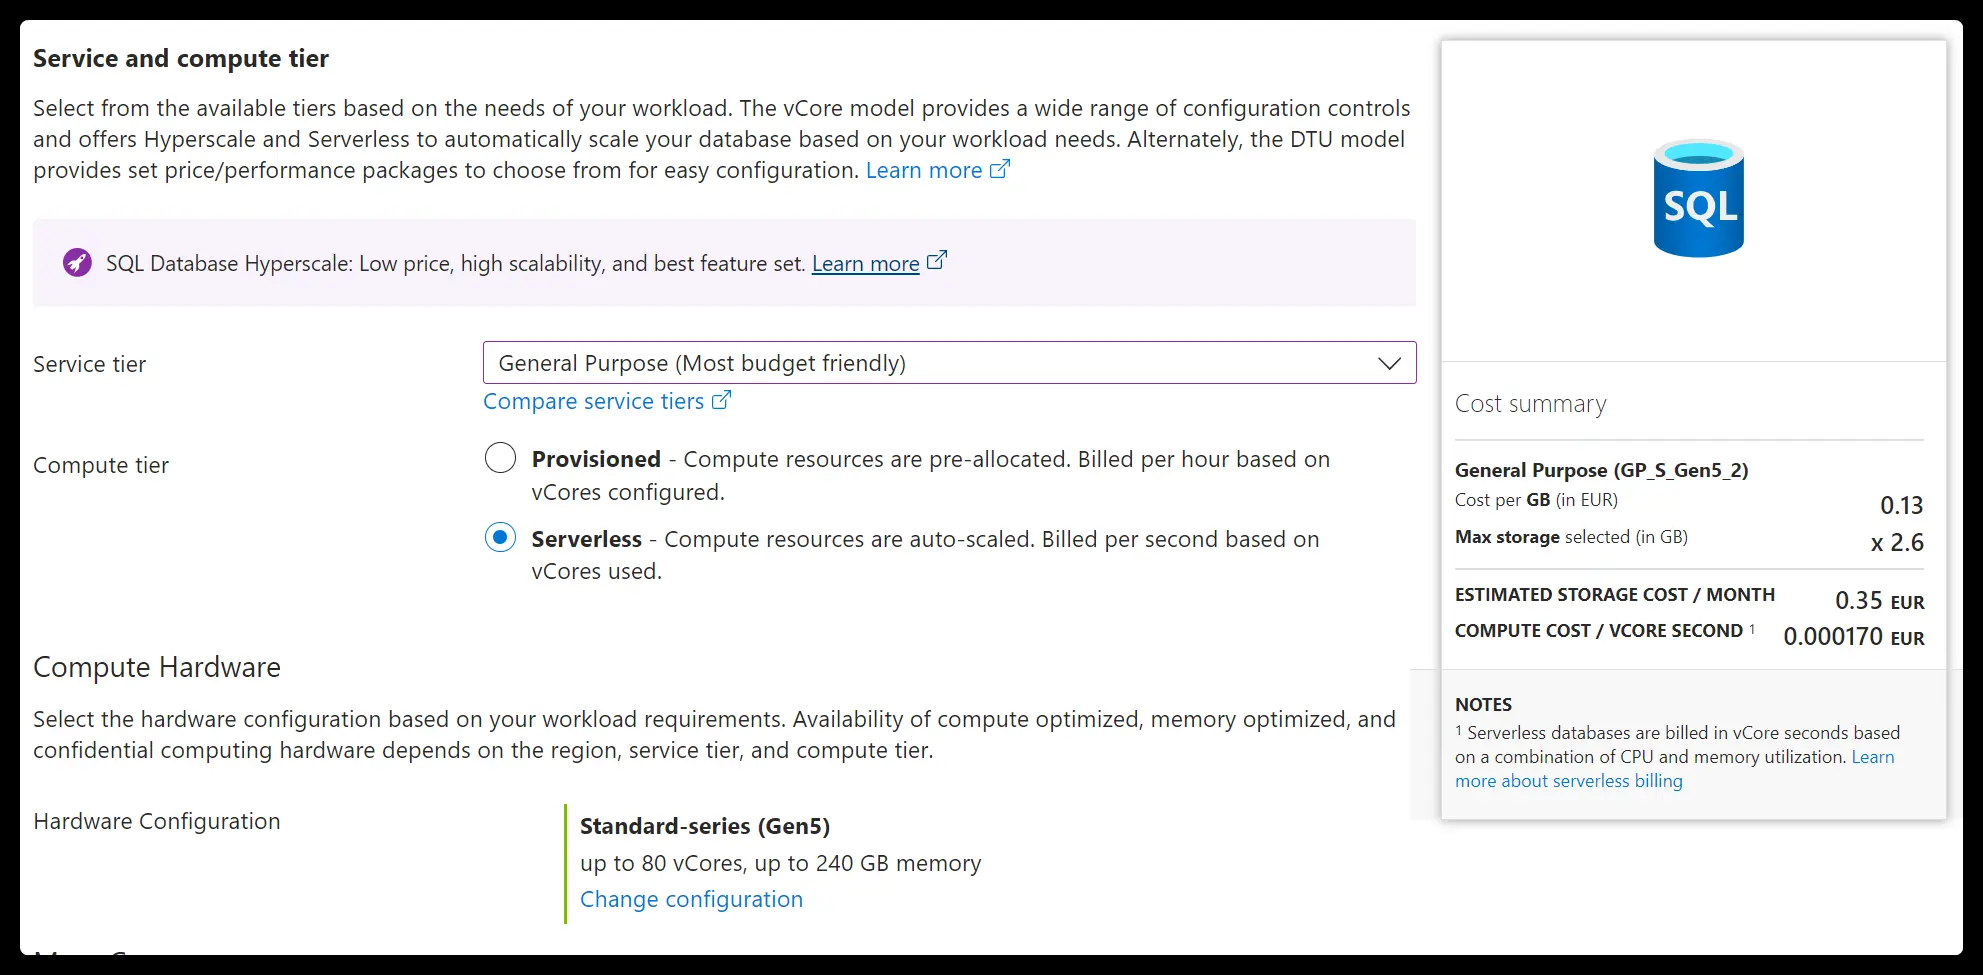 Service and compute tier
Select from the available tiers based on the needs of your workload. The vCore model provides a wide range of configuration controls
and offers Hyperscale and Serverless to automatically scale your database based on your workload needs. Alternately, the DTU model
provides set price/performance packages to choose from for easy configuration. Learn more
SQL Database Hyperscale: Low price, high scalability, and best feature set. Learn more
Service tier
General Purpose (Most budget friendly)
Compare service tiers
Compute tier
Provisioned - Compute resources are pre-allocated. Billed per hour based on
vCores configured.
Serverless - Compute resources are auto-scaled. Billed per second based on
vCores used.
Compute Hardware
Select the hardware configuration based on your workload requirements. Availability of compute optimized, memory optimized, and
confidential computing hardware depends on the region, service tier, and compute tier.
Hardware Configuration
Standard-series (Gen5)
up to 80 vCores, up to 240 GB memory
Change configuration
SQL
Cost summary
General Purpose (GP_S_Gen5_2)
Cost per GB (in EUR) 0.13
Max storage selected (in GB) x 2.6
ESTIMATED STORAGE COST / MONTH 0.35 EUR
COMPUTE COST / VCORE SECOND ¹ 0.000170 EUR
NOTES
¹ Serverless databases are billed in vCore seconds based
on a combination of CPU and memory utilization. Learn
more about serverless billing